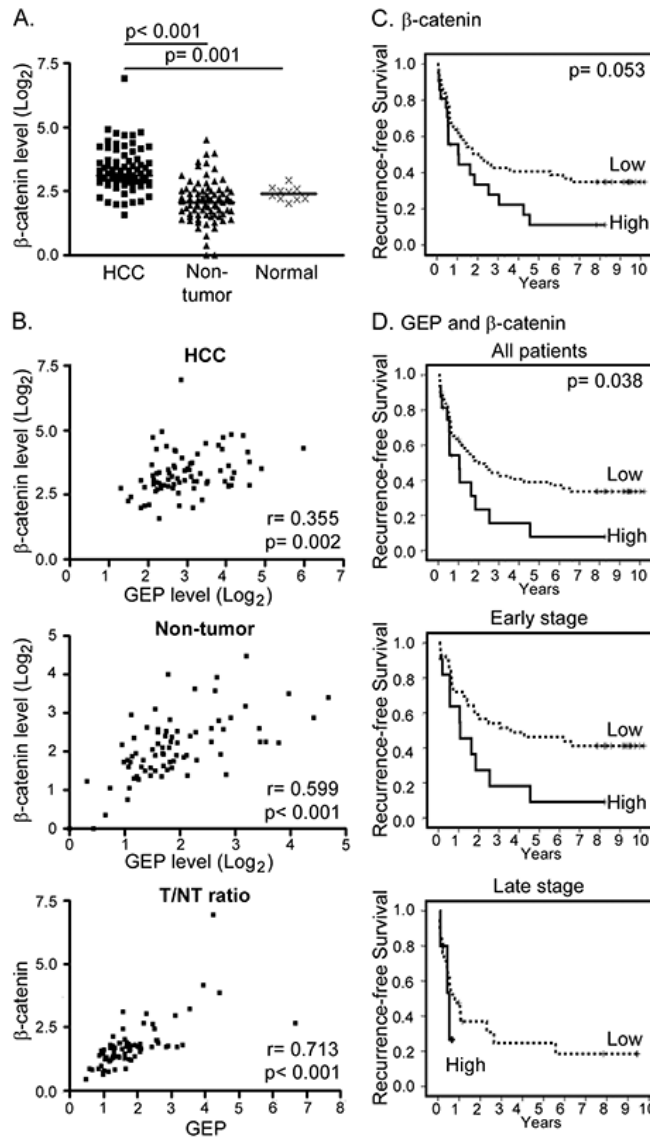 A.
p< 0.001
p= 0.001
β-catenin level (Log2)
7.5
5.0
2.5
0.0
HCC
Non-
tumor
Normal
B.
HCC
β-catenin level (Log2)
7.5
5.0
2.5
0.0
r= 0.355
p= 0.002
0 1 2 3 4 5 6 7
GEP level (Log2)
Non-tumor
β-catenin level (Log2)
5
4
3
2
1
0
r= 0.599
p< 0.001
0 1 2 3 4 5
GEP level (Log2)
T/NT ratio
β-catenin
7.5
5.0
2.5
0.0
r= 0.713
p< 0.001
0 1 2 3 4 5 6 7 8
GEP
C. β-catenin
Recurrence-free Survival
1.0
0.8
0.6
0.4
0.2
0.0
p= 0.053
Low
High
0 1 2 3 4 5 6 7 8 9 10
Years
D. GEP and β-catenin
All patients
Recurrence-free Survival
1.0
0.8
0.6
0.4
0.2
0.0
p= 0.038
Low
High
0 1 2 3 4 5 6 7 8 9 10
Years
Early stage
Recurrence-free Survival
1.0
0.8
0.6
0.4
0.2
0.0
Low
High
0 1 2 3 4 5 6 7 8 9 10
Years
Late stage
Recurrence-free Survival
1.0
0.8
0.6
0.4
0.2
0.0
Low
High
0 1 2 3 4 5 6 7 8 9 10
Years